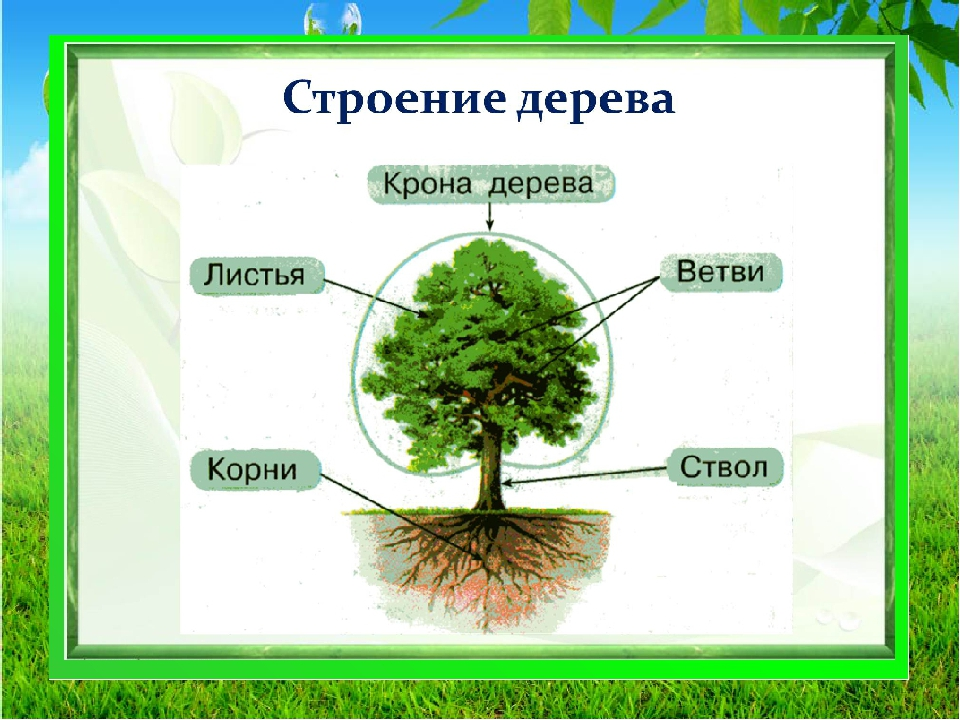 Строение дерева
Крона дерева
Листья
Ветви
Корни
Ствол